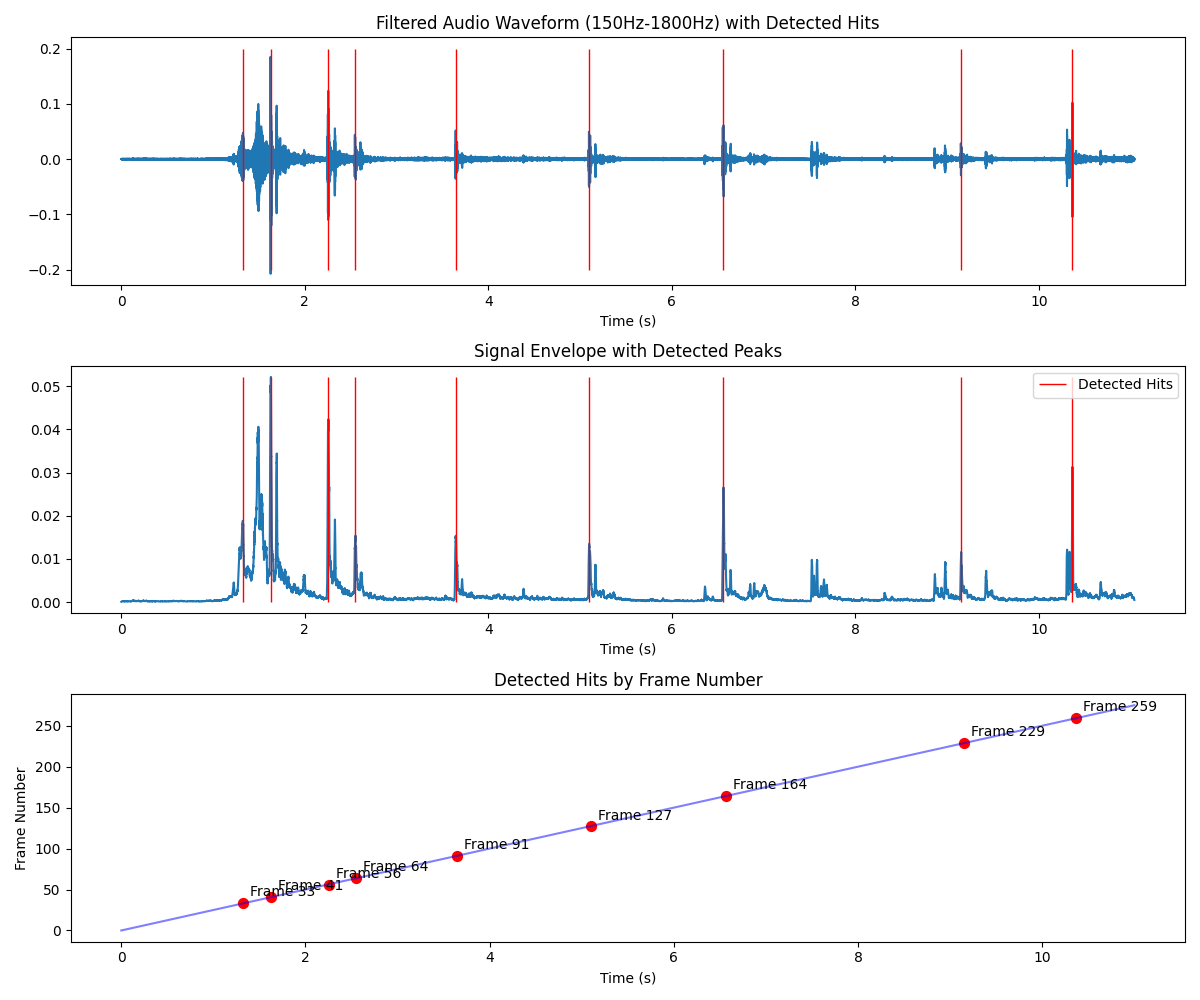 Filtered Audio Waveform (150Hz-1800Hz) with Detected Hits
0.2
0.1
0.0
−0.1
−0.2
0 2 4 6 8 10
Time (s)
Signal Envelope with Detected Peaks
Detected Hits
0.05
0.04
0.03
0.02
0.01
0.00
0 2 4 6 8 10
Time (s)
Detected Hits by Frame Number
Frame Number
250
200
150
100
50
0
Frame 33
Frame 41
Frame 56
Frame 64
Frame 91
Frame 127
Frame 164
Frame 229
Frame 259
0 2 4 6 8 10
Time (s)